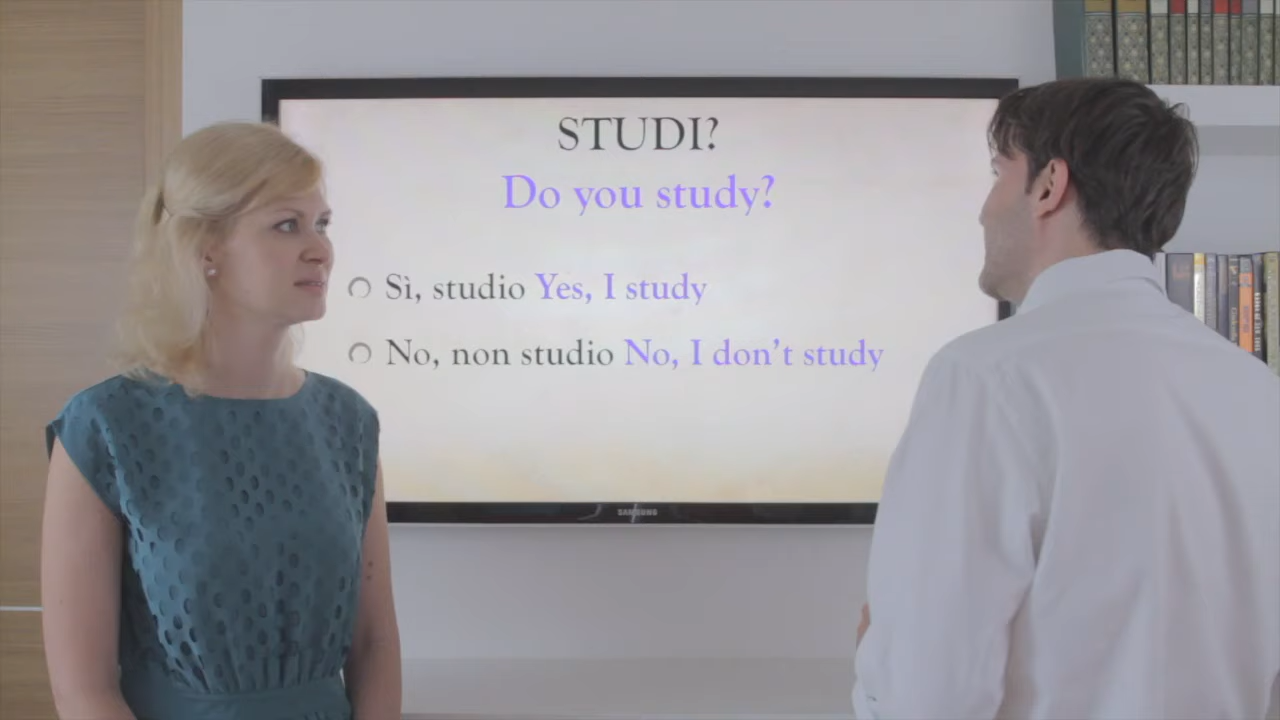 STUDI?
Do you study?
Sì, studio Yes, I study
No, non studio No, I don't study
SAMSUNG